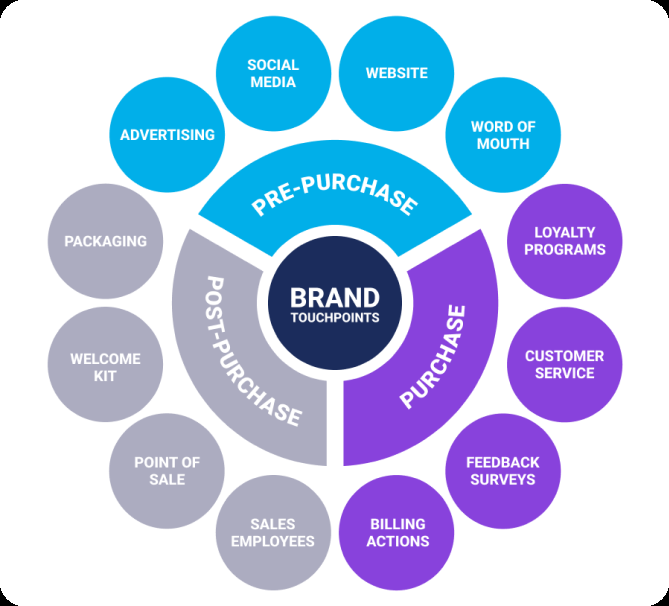 SOCIAL
MEDIA
WEBSITE
ADVERTISING
WORD OF
MOUTH
PRE-PURCHASE
PACKAGING
LOYALTY
PROGRAMS
BRAND
TOUCHPOINTS
POST-PURCHASE
PURCHASE
WELCOME
KIT
CUSTOMER
SERVICE
POINT OF
SALE
FEEDBACK
SURVEYS
SALES
EMPLOYEES
BILLING
ACTIONS